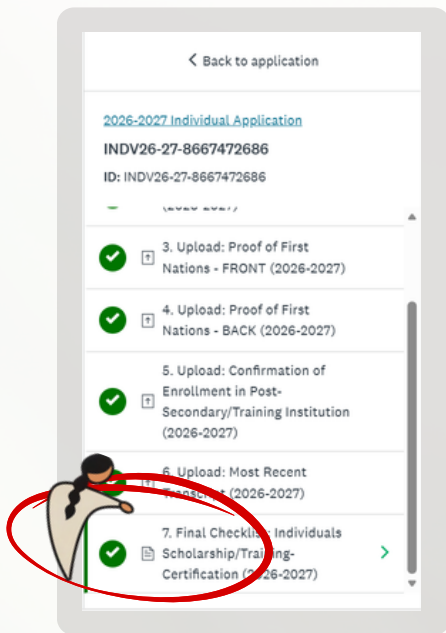 Back to application
2026-2027 Individual Application
INDV26-27-8667472686
ID: INDV26-27-8667472686
3. Upload: Proof of First
Nations - FRONT (2026-2027)
4. Upload: Proof of First
Nations - BACK (2026-2027)
5. Upload: Confirmation of
Enrollment in Post-
Secondary/Training Institution
(2026-2027)
6. Upload: Most Recent
Transcript (2026-2027)
7. Final Checklist: Individuals
Scholarship/Training-
Certification (2026-2027)